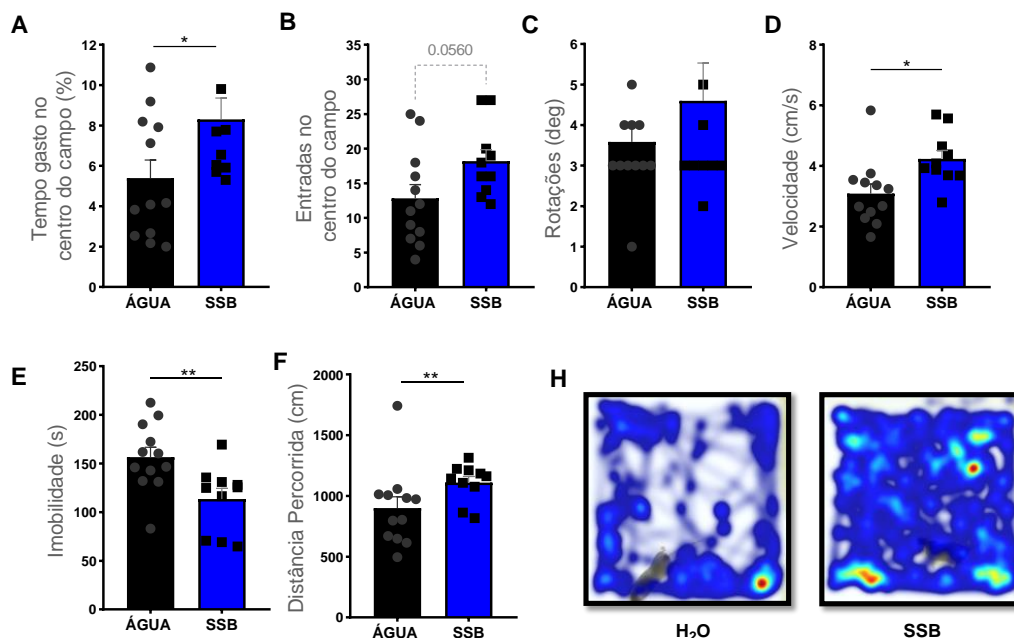 A
Tempo gasto no
centro do campo (%)
12
10
8
6
4
2
0
*
ÁGUA
SSB
B
Entradas no
centro do campo
35
30
25
20
15
10
5
0
0.0560
ÁGUA
SSB
C
Rotações (deg)
6
5
4
3
2
1
0
ÁGUA
SSB
D
Velocidade (cm/s)
6
4
2
0
*
ÁGUA
SSB
E
Imobiliidade (s)
250
200
150
100
50
0
**
ÁGUA
SSB
F
Distância Percorrida (cm)
2000
1500
1000
500
0
**
ÁGUA
SSB
H
H₂O
SSB